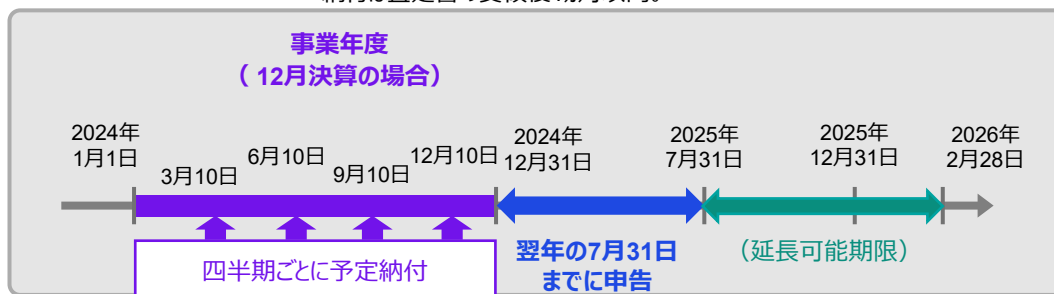 事業年度
（ 12月決算の場合）
2024年
1月1日
3月10日
6月10日
9月10日
12月10日
2024年
12月31日
2025年
7月31日
2025年
12月31日
2026年
2月28日
四半期ごとに予定納付
翌年の7月31日
までに申告
（延長可能期限）